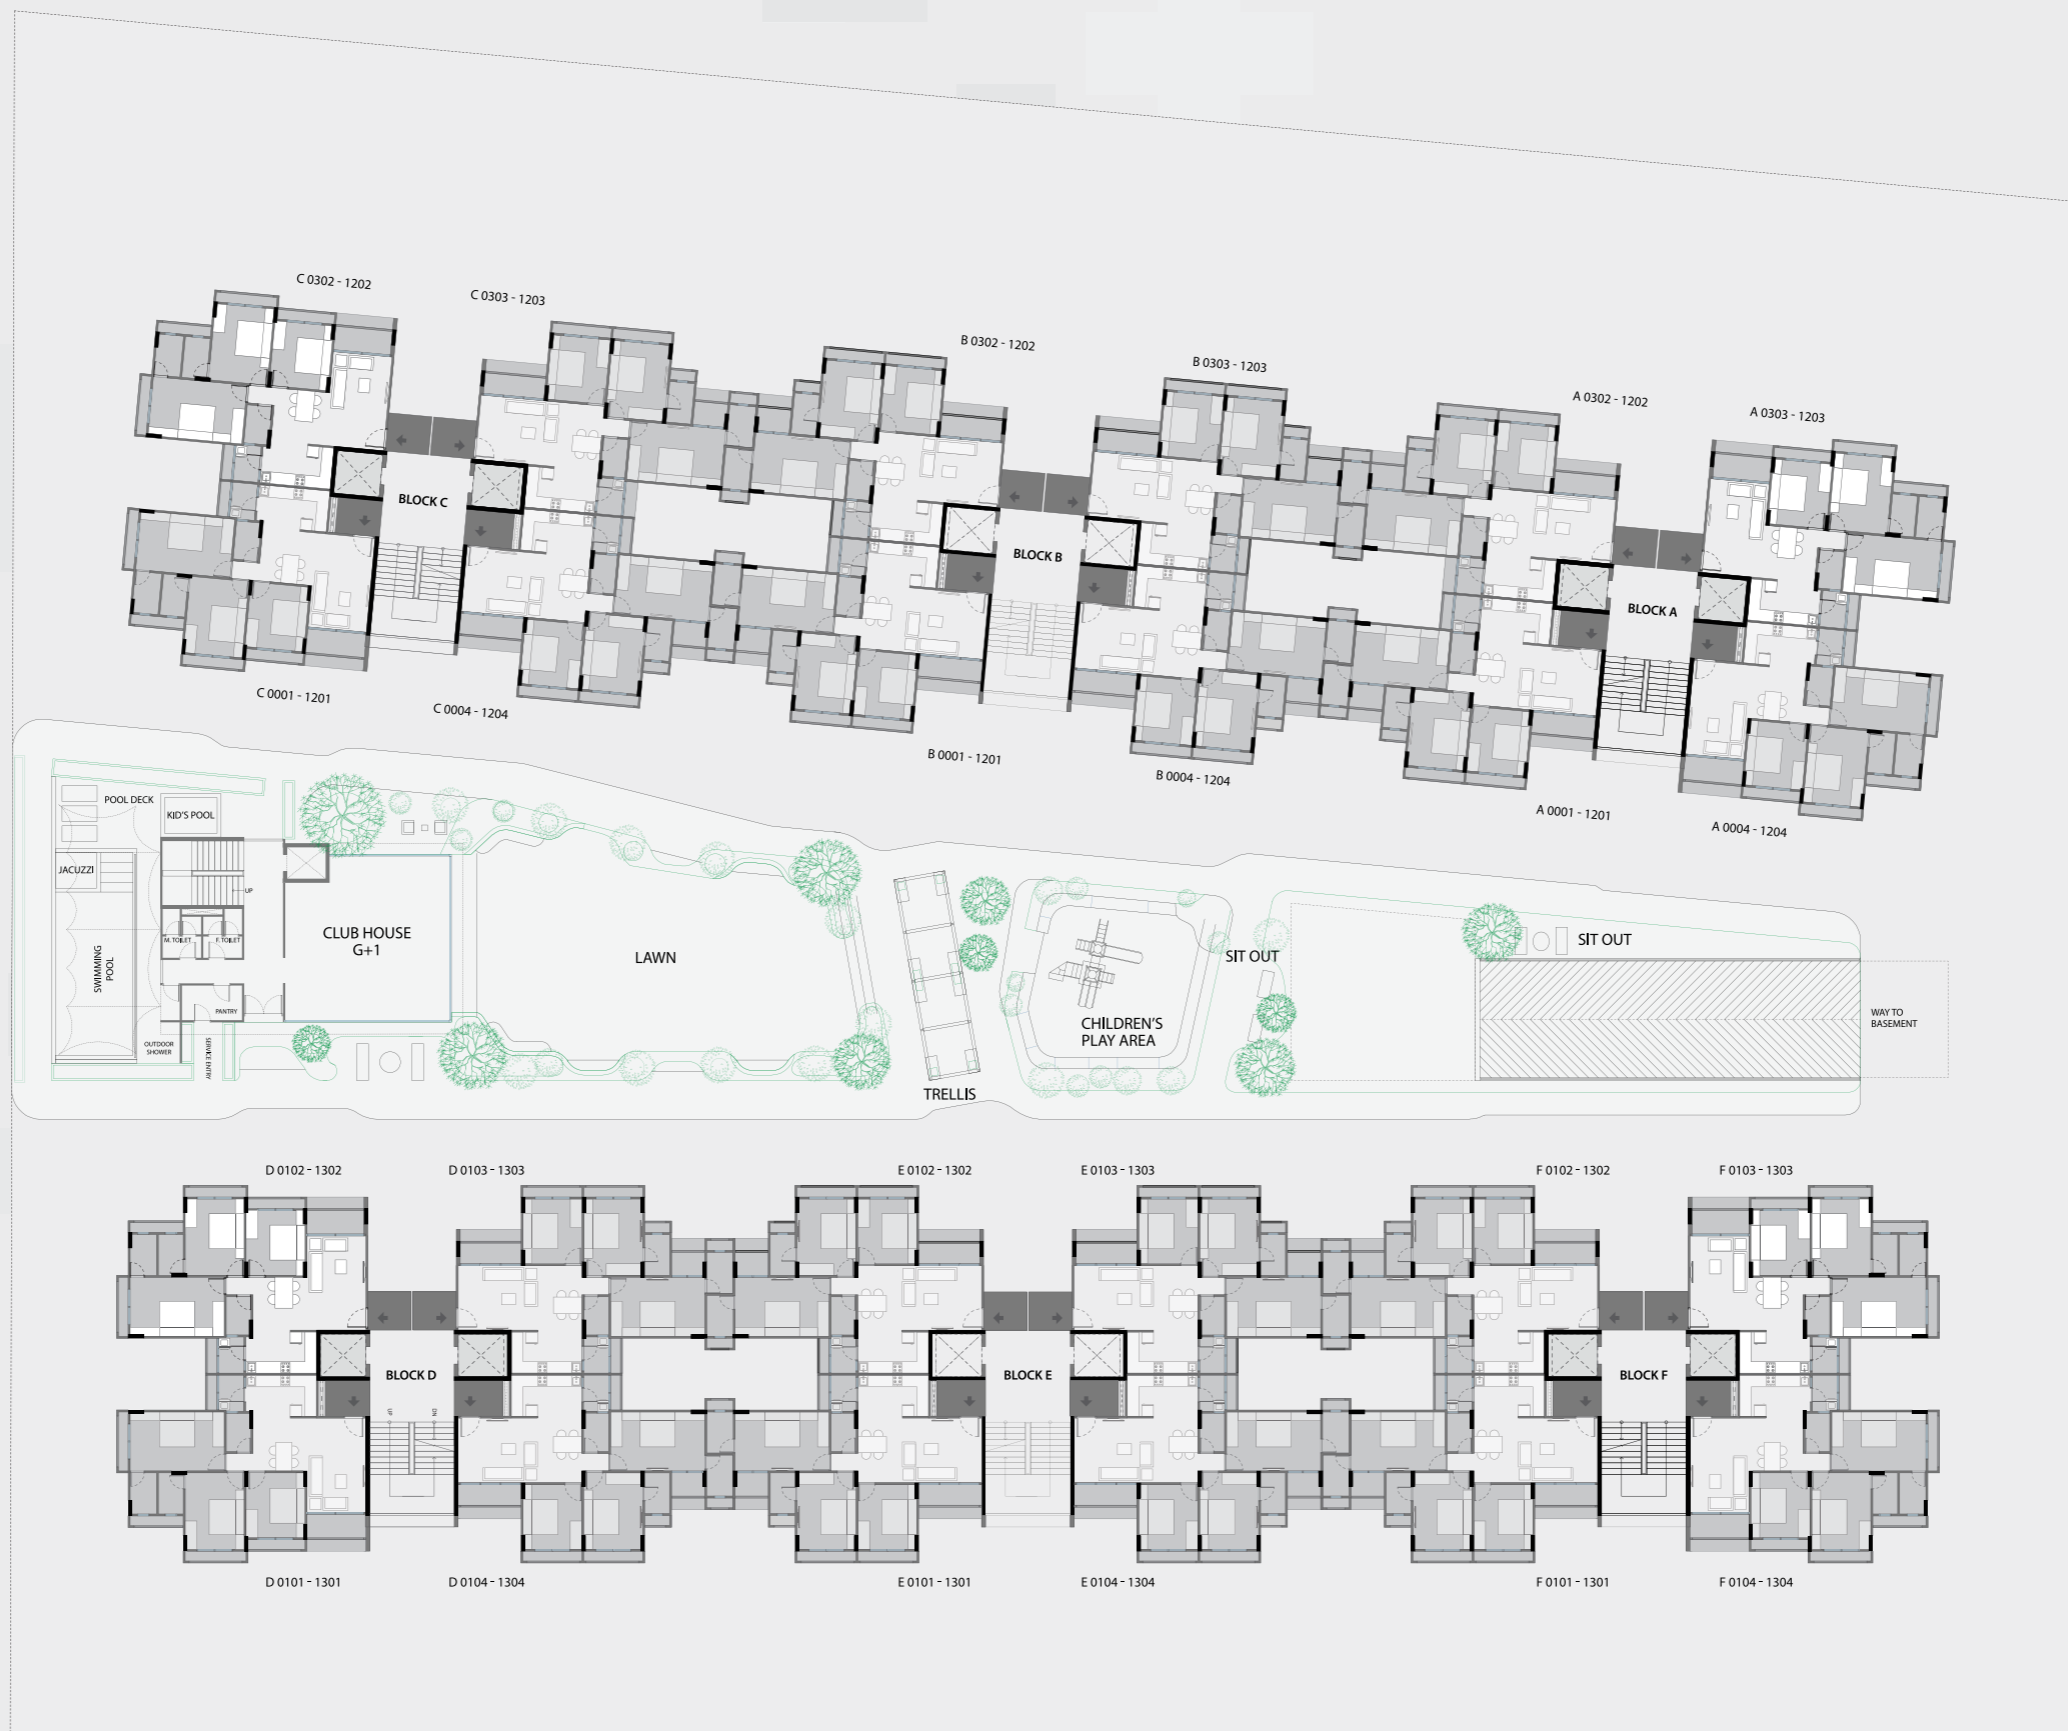 C 0302 - 1202
C 0303 - 1203
B 0302 - 1202
B 0303 - 1203
A 0302 - 1202
A 0303 - 1203
BLOCK C
BLOCK B
BLOCK A
C 0001 - 1201
C 0004 - 1204
B 0001 - 1201
B 0004 - 1204
A 0001 - 1201
A 0004 - 1204
POOL DECK
KID'S POOL
JACUZZI
UP
M. TOILET
F. TOILET
CLUB HOUSE
G+1
LAWN
SWIMMING
POOL
PANTRY
OUTDOOR
SHOWER
SERVICE ENTRY
TRELLIS
CHILDREN'S
PLAY AREA
SIT OUT
SIT OUT
WAY TO
BASEMENT
D 0102 - 1302
D 0103 - 1303
E 0102 - 1302
E 0103 - 1303
F 0102 - 1302
F 0103 - 1303
BLOCK D
UP
DN
BLOCK E
BLOCK F
D 0101 - 1301
D 0104 - 1304
E 0101 - 1301
E 0104 - 1304
F 0101 - 1301
F 0104 - 1304